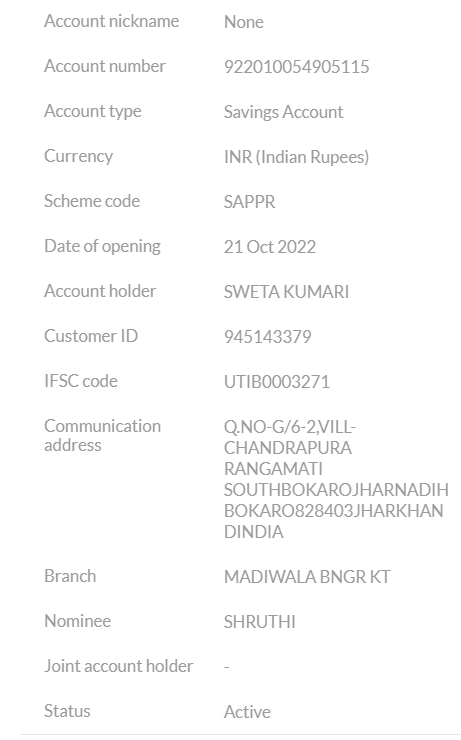 Account nickname None
Account number 922010054905115
Account type Savings Account
Currency INR (Indian Rupees)
Scheme code SAPPR
Date of opening 21 Oct 2022
Account holder SWETA KUMARI
Customer ID 945143379
IFSC code UTIB0003271
Communication address Q.NO-G/6-2,VILL-
CHANDRAPURA
RANGAMATI
SOUTHBOKAROJHARNADIH
BOKARO828403JHARKHAN
DINDIA
Branch MADIWALA BNGR KT
Nominee SHRUTHI
Joint account holder -
Status Active